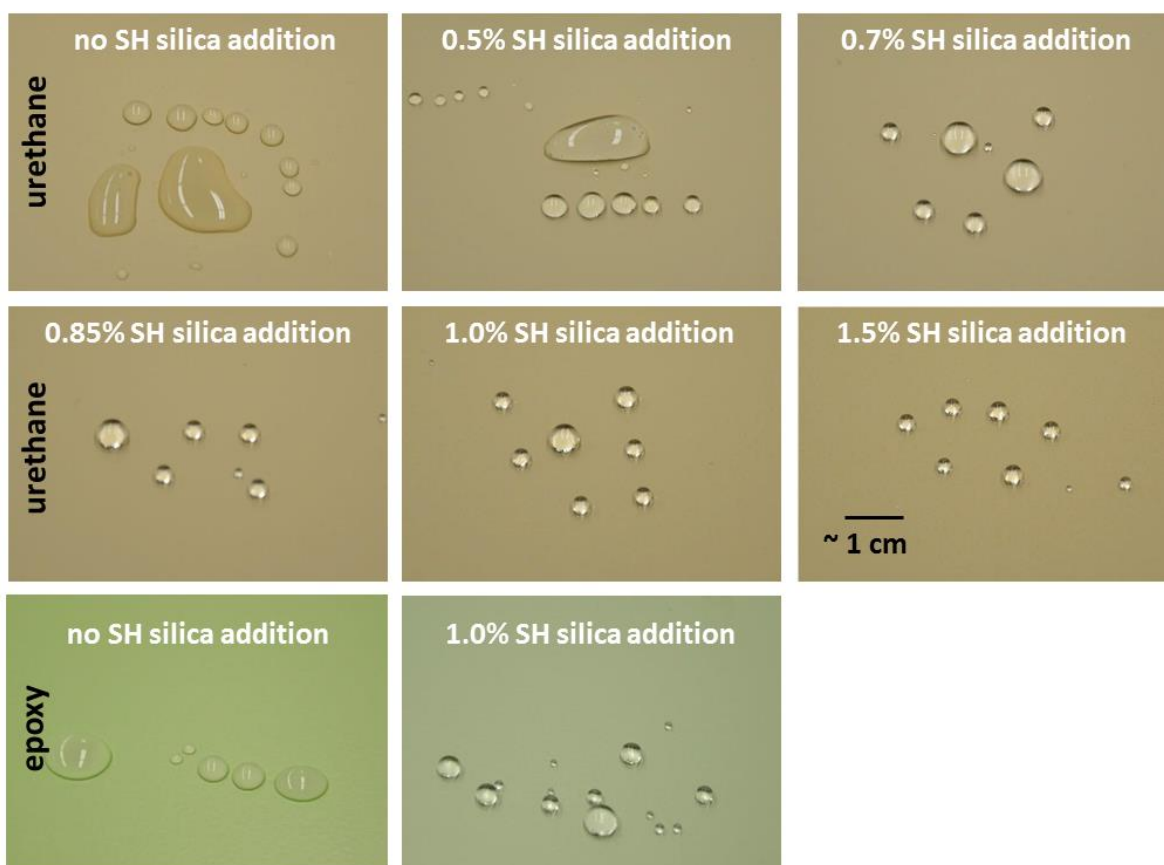 no SH silica addition
0.5% SH silica addition
0.7% SH silica addition
urethane
0.85% SH silica addition
1.0% SH silica addition
1.5% SH silica addition
urethane
~ 1 cm
no SH silica addition
1.0% SH silica addition
epoxy